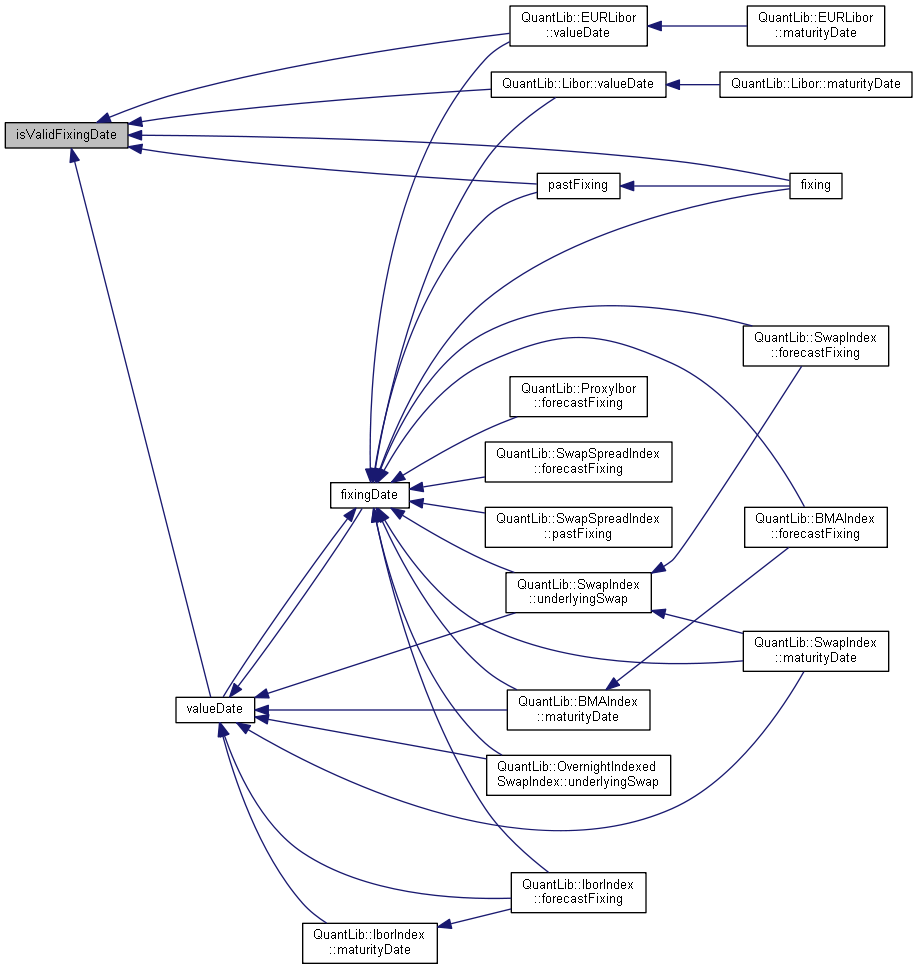 QuantLib::EURLibor
::valueDate
QuantLib::EURLibor
::maturityDate
QuantLib::Libor::valueDate
QuantLib::Libor::maturityDate
isValidFixingDate
pastFixing
fixing
QuantLib::SwapIndex
::forecastFixing
QuantLib::ProxyIbor
::forecastFixing
QuantLib::SwapSpreadIndex
::forecastFixing
fixingDate
QuantLib::SwapSpreadIndex
::pastFixing
QuantLib::BMAIndex
::forecastFixing
QuantLib::SwapIndex
::underlyingSwap
QuantLib::SwapIndex
::maturityDate
valueDate
QuantLib::BMAIndex
::maturityDate
QuantLib::OvernightIndexed
SwapIndex::underlyingSwap
QuantLib::IborIndex
::forecastFixing
QuantLib::IborIndex
::maturityDate